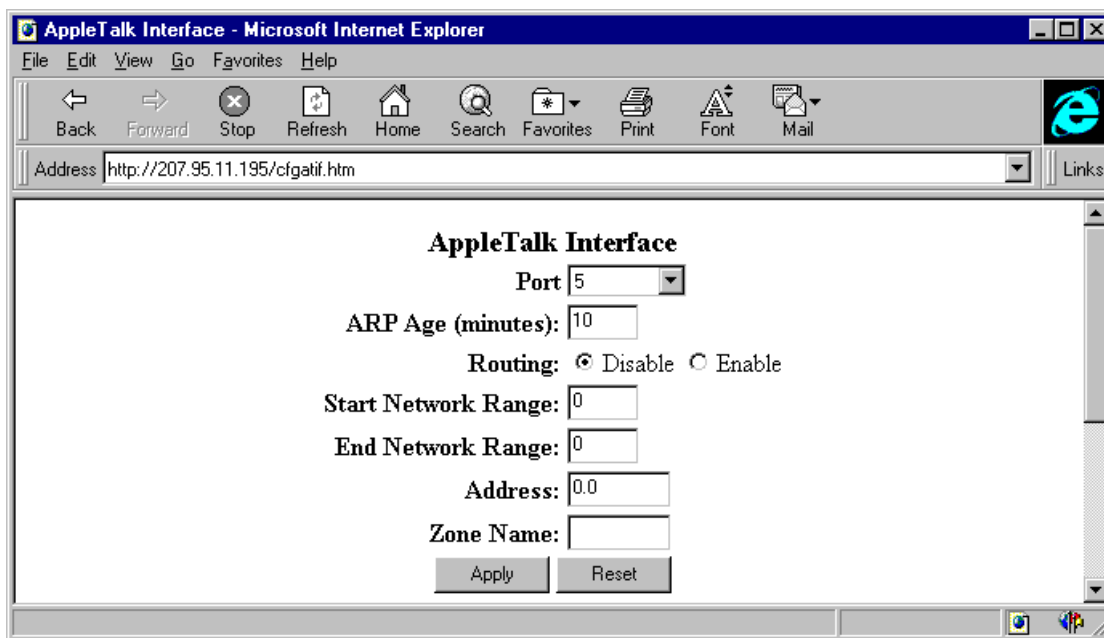 AppleTalk Interface - Microsoft Internet Explorer
File Edit View Go Favorites Help
Back Forward Stop Refresh Home Search Favorites Print Font Mail
Address http://207.95.11.195/cfgatif.htm Links
AppleTalk Interface
Port 5
ARP Age (minutes): 10
Routing: Disable Enable
Start Network Range: 0
End Network Range: 0
Address: 0.0
Zone Name:
Apply Reset